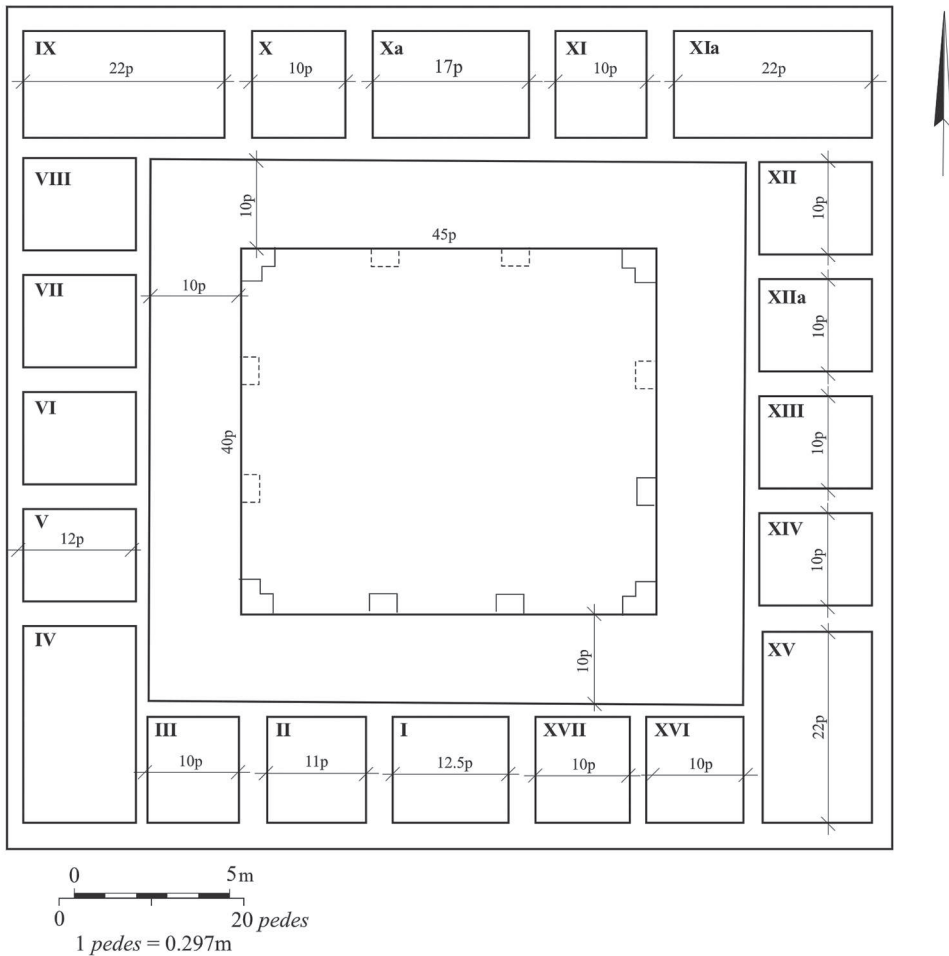 IX
X
Xa
XI
XIa
22p
10p
17p
10p
22p
VIII
XII
10p
10p
45p
VII
XIIa
10p
10p
VI
XIII
40p
10p
V
XIV
12p
10p
IV
XV
10p
22p
III
II
I
XVII
XVI
10p
11p
12.5p
10p
10p
0 5m
0 20 pedes
1 pedes = 0.297m